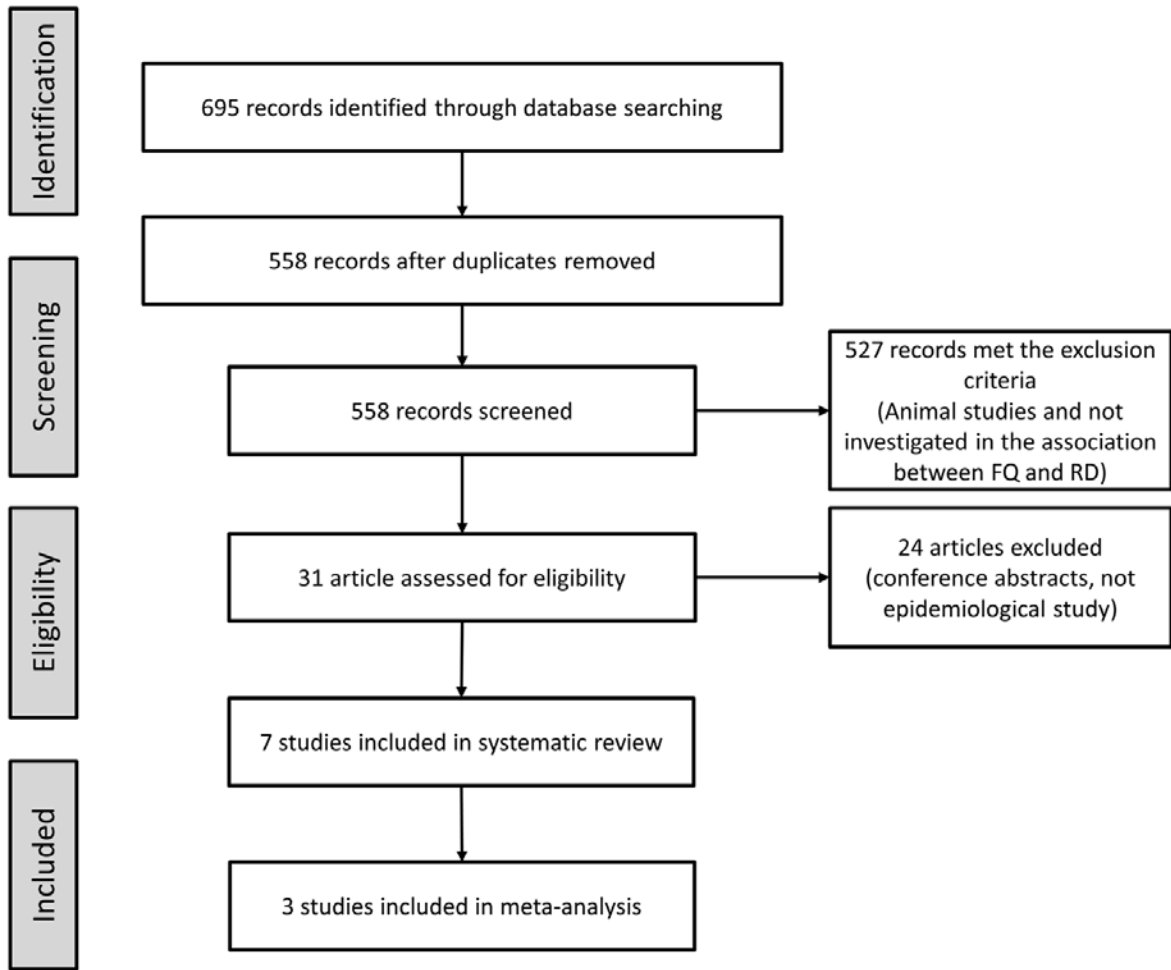 Identification
695 records identified through database searching
558 records after duplicates removed
Screening
558 records screened
527 records met the exclusion
criteria
(Animal studies and not
investigated in the association
between FQ and RD)
Eligibility
31 article assessed for eligibility
24 articles excluded
(conference abstracts, not
epidemiological study)
7 studies included in systematic review
Included
3 studies included in meta-analysis